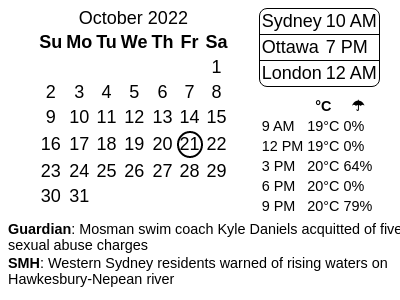 October 2022
Su Mo Tu We Th Fr Sa
1
2 3 4 5 6 7 8
9 10 11 12 13 14 15
16 17 18 19 20 21 22
23 24 25 26 27 28 29
30 31
Sydney 10 AM
Ottawa 7 PM
London 12 AM
°C ☂
9 AM 19°C 0%
12 PM 19°C 0%
3 PM 20°C 64%
6 PM 20°C 0%
9 PM 20°C 79%
Guardian: Mosman swim coach Kyle Daniels acquitted of five
sexual abuse charges
SMH: Western Sydney residents warned of rising waters on
Hawkesbury-Nepean river